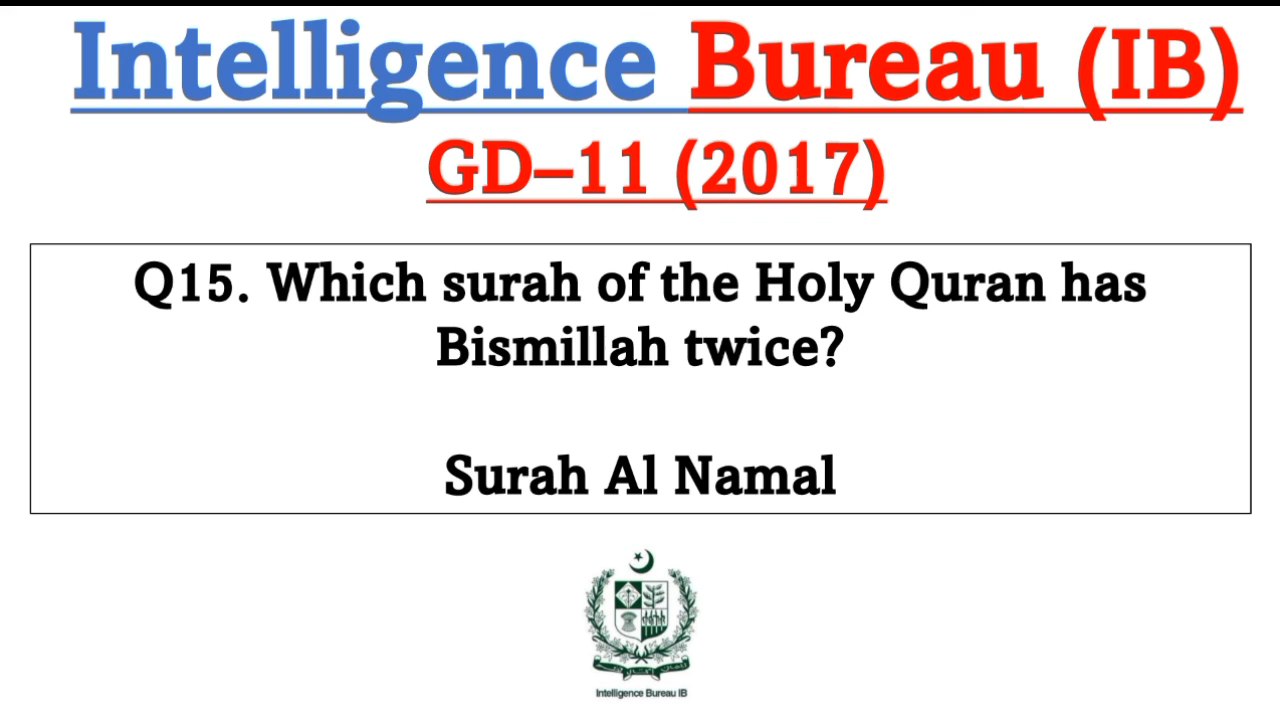 Intelligence Bureau (IB)
GD–11 (2017)
Q15. Which surah of the Holy Quran has
Bismillah twice?
Surah Al Namal
Intelligence Bureau IB